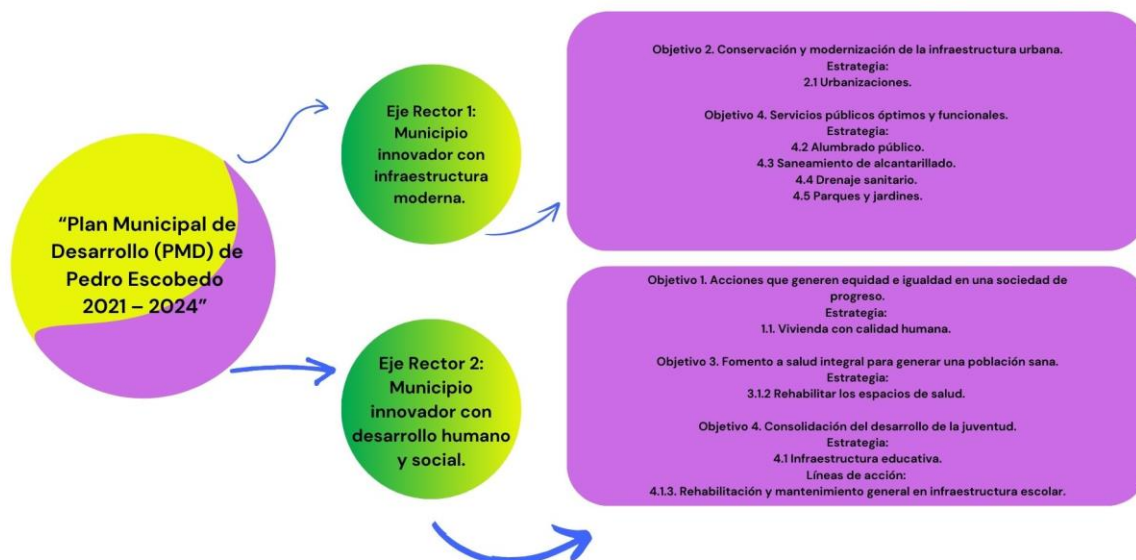 “Plan Municipal de
Desarrollo (PMD) de
Pedro Escobedo
2021 – 2024”
Eje Rector 1:
Municipio
innovador con
infraestructura
moderna.
Objetivo 2. Conservación y modernización de la infraestructura urbana.
Estrategia:
2.1 Urbanizaciones.
Objetivo 4. Servicios públicos óptimos y funcionales.
Estrategia:
4.2 Alumbrado público.
4.3 Saneamiento de alcantarillado.
4.4 Drenaje sanitario.
4.5 Parques y jardines.
Eje Rector 2:
Municipio
innovador con
desarrollo humano
y social.
Objetivo 1. Acciones que generen equidad e igualdad en una sociedad de
progreso.
Estrategia:
1.1. Vivienda con calidad humana.
Objetivo 3. Fomento a salud integral para generar una población sana.
Estrategia:
3.1.2 Rehabilitar los espacios de salud.
Objetivo 4. Consolidación del desarrollo de la juventud.
Estrategia:
4.1 Infraestructura educativa.
Líneas de acción:
4.1.3. Rehabilitación y mantenimiento general en infraestructura escolar.